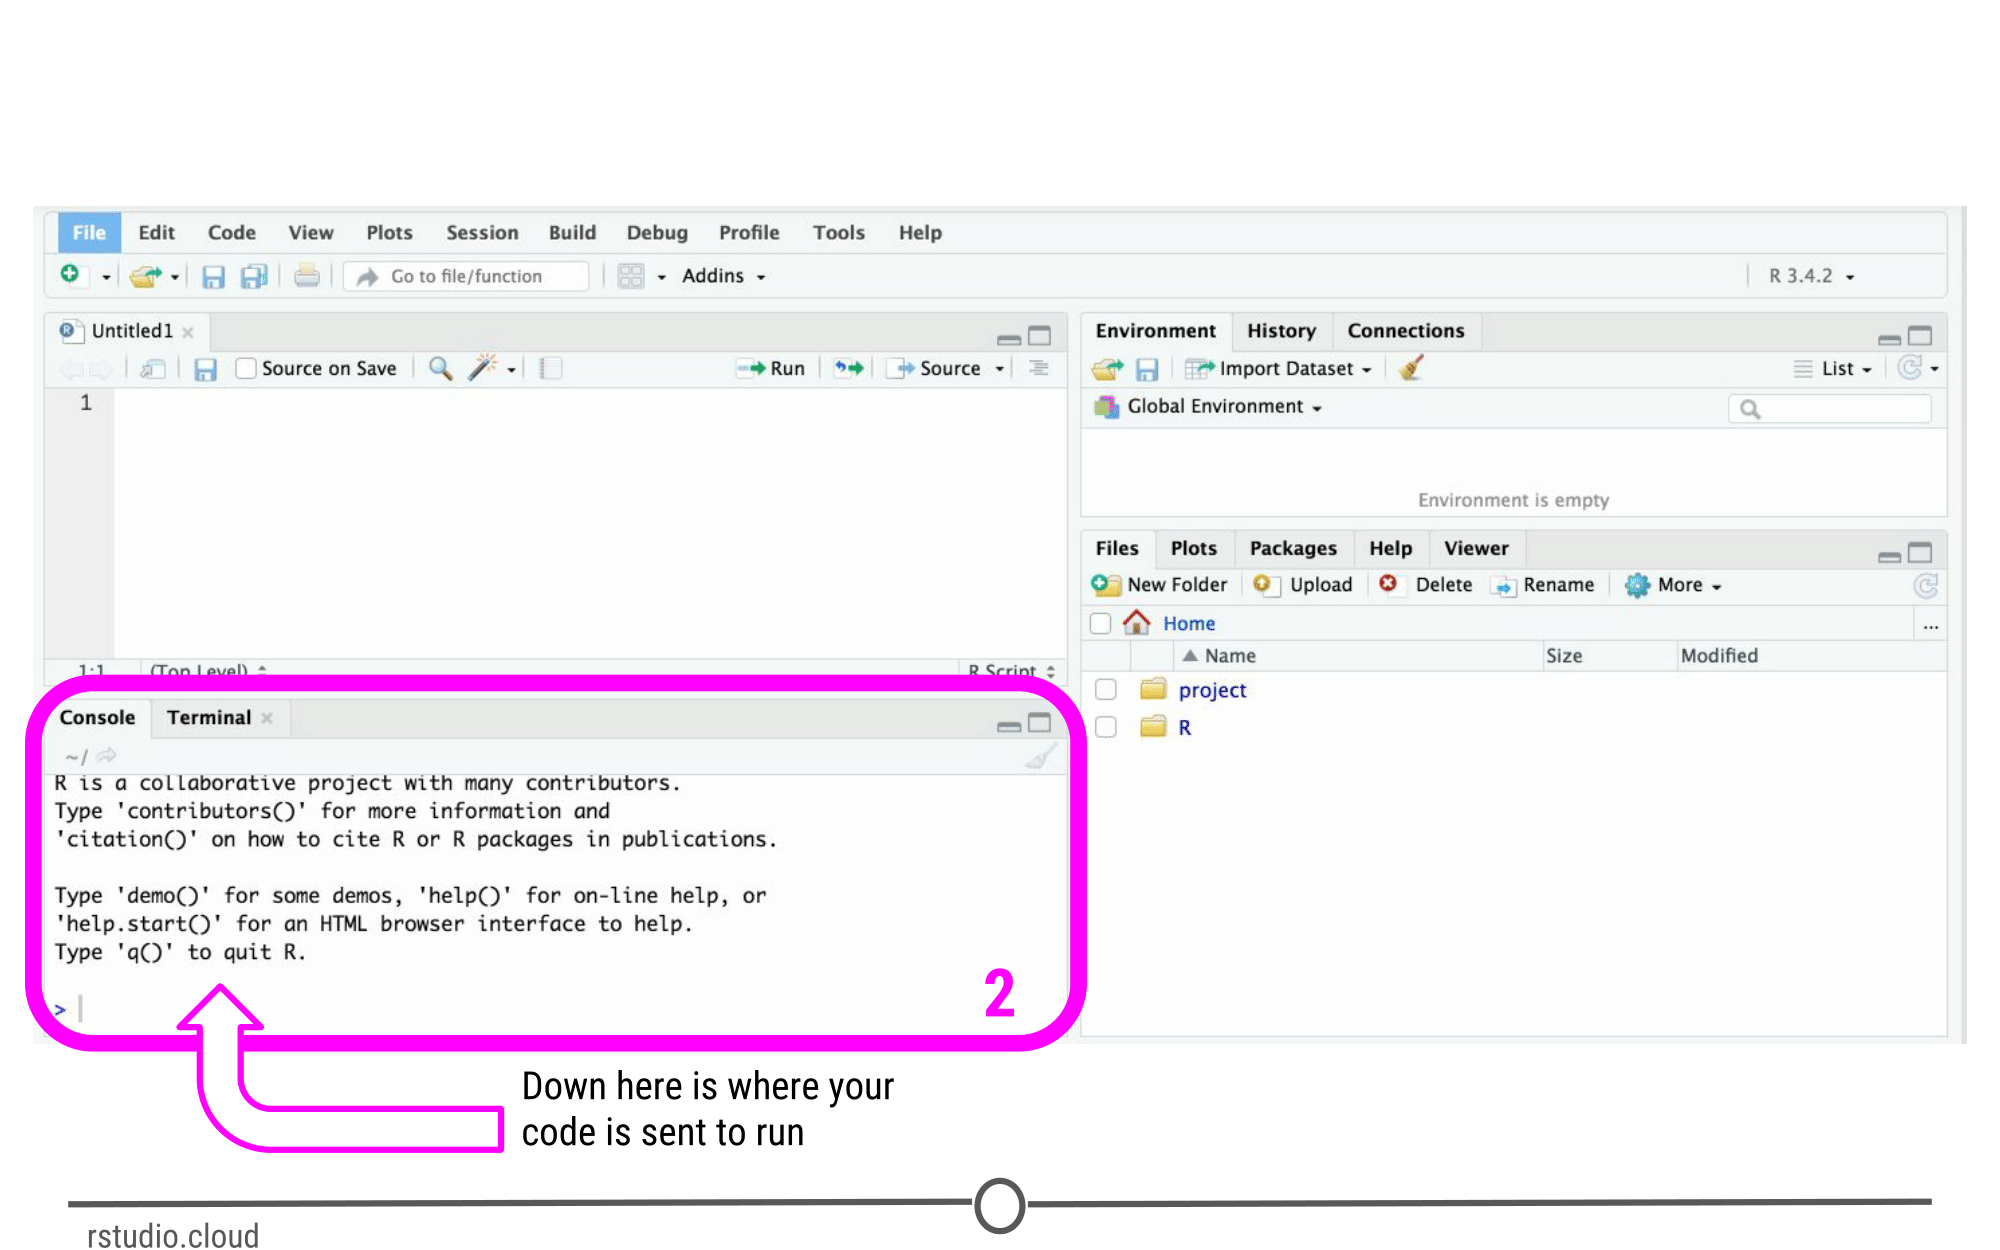 File Edit Code View Plots Session Build Debug Profile Tools Help
Go to file/function Addins R 3.4.2
Untitled1
Source on Save Run Source
1
1:1 (Top Level) R Script
Environment History Connections
Import Dataset List
Global Environment
Environment is empty
Files Plots Packages Help Viewer
New Folder Upload Delete Rename More
Home ...
Name Size Modified
project
R
Console Terminal
~/
R is a collaborative project with many contributors.
Type 'contributors()' for more information and
'citation()' on how to cite R or R packages in publications.
Type 'demo()' for some demos, 'help()' for on-line help, or
'help.start()' for an HTML browser interface to help.
Type 'q()' to quit R.
>
2
Down here is where your
code is sent to run
rstudio.cloud